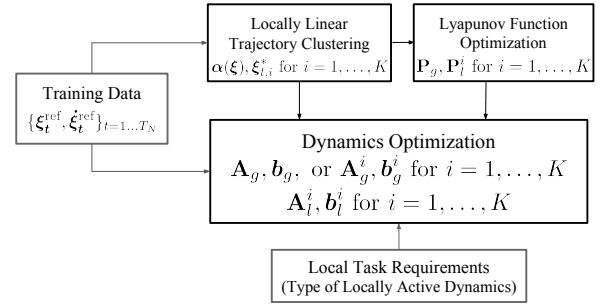 Locally Linear
Trajectory Clustering
α(ξ), ξ*_{l,i} for i = 1, . . . , K
Lyapunov Function
Optimization
P_g, P_l^i for i = 1, . . . , K
Training Data
{ξ_t^{ref}, ξ̇_t^{ref}}_{t=1...T_N}
Dynamics Optimization
A_g, b_g, or A_g^i, b_g^i for i = 1, . . . , K
A_l^i, b_l^i for i = 1, . . . , K
Local Task Requirements
(Type of Locally Active Dynamics)